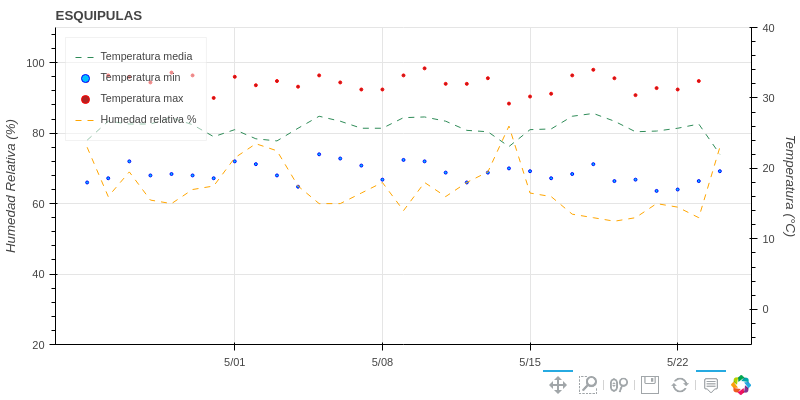 ESQUIPULAS
Temperatura media
Temperatura min
Temperatura max
Humedad relativa %
Humedad Relativa (%)
100
80
60
40
20
Temperatura (°C)
40
30
20
10
0
5/01
5/08
5/15
5/22